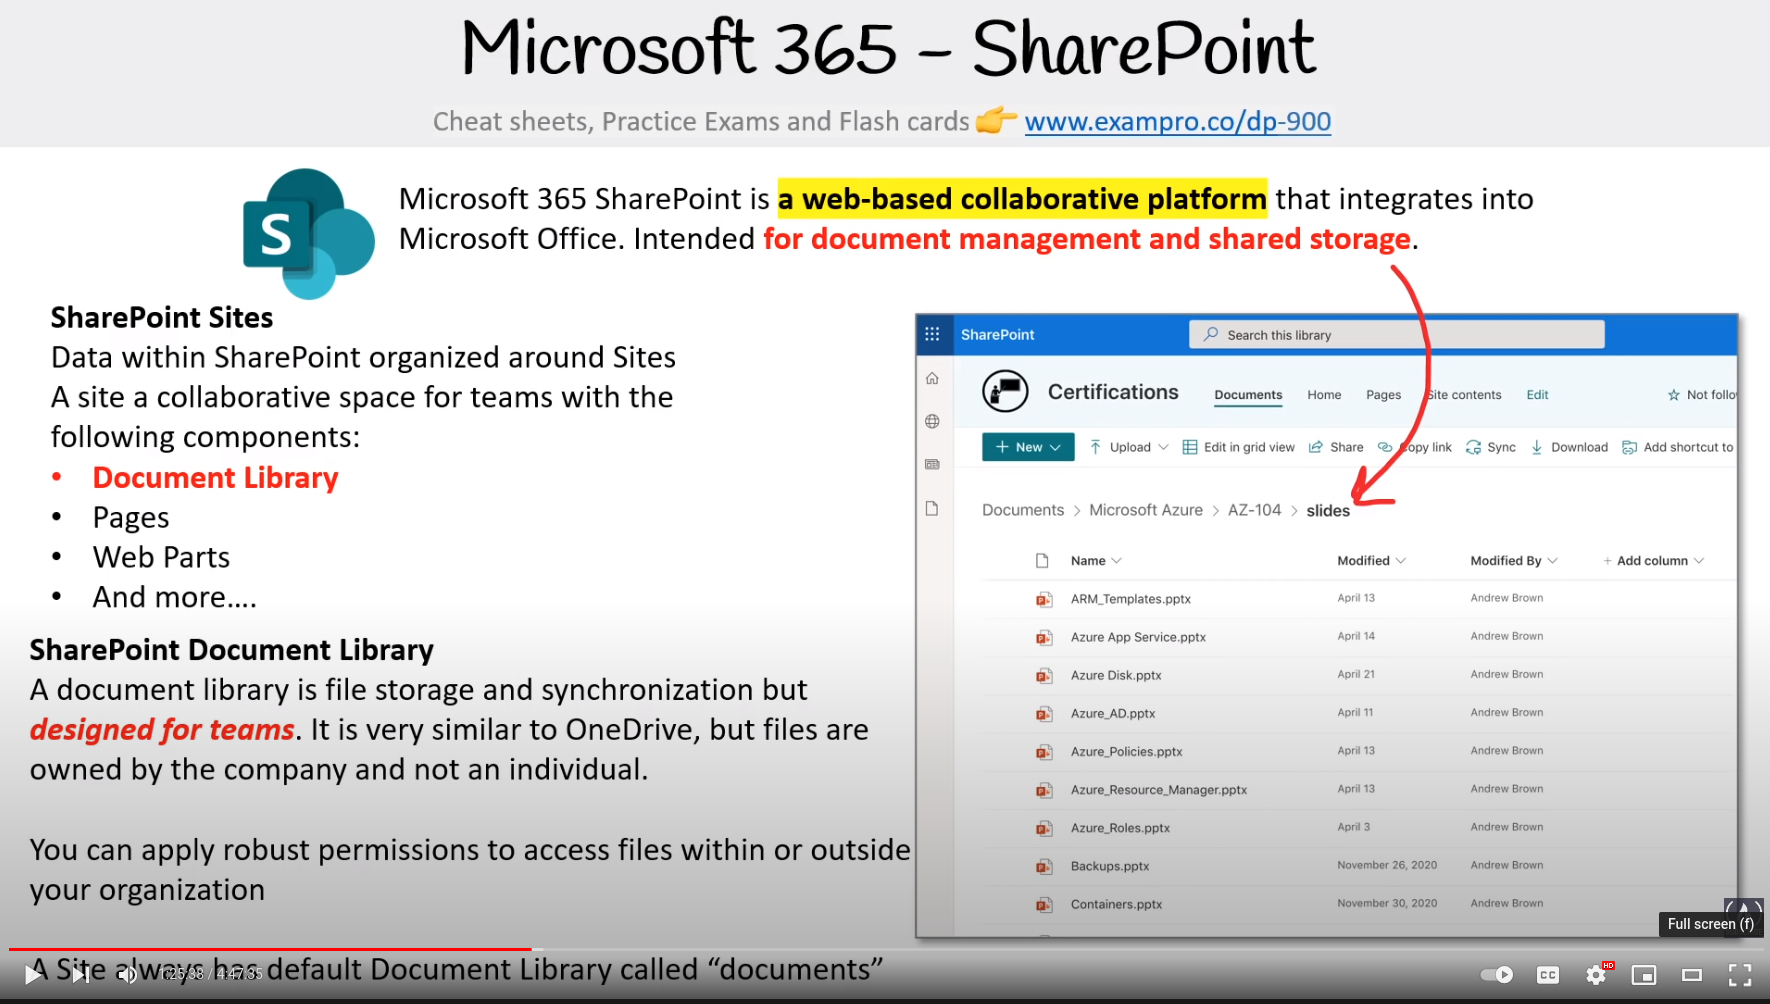 Microsoft 365 – SharePoint
Cheat sheets, Practice Exams and Flash cards 👉 www.exampro.co/dp-900
S
Microsoft 365 SharePoint is a web-based collaborative platform that integrates into
Microsoft Office. Intended for document management and shared storage.
SharePoint Sites
Data within SharePoint organized around Sites
A site a collaborative space for teams with the
following components:
• Document Library
• Pages
• Web Parts
• And more....
SharePoint Document Library
A document library is file storage and synchronization but
designed for teams. It is very similar to OneDrive, but files are
owned by the company and not an individual.
You can apply robust permissions to access files within or outside
your organization
A Site always has default Document Library called “documents”
SharePoint Search this library
Certifications Documents Home Pages Site contents Edit Not follo
+ New Upload Edit in grid view Share Copy link Sync Download Add shortcut to
Documents > Microsoft Azure > AZ-104 > slides
Name Modified Modified By + Add column
ARM_Templates.pptx April 13 Andrew Brown
Azure App Service.pptx April 14 Andrew Brown
Azure Disk.pptx April 21 Andrew Brown
Azure_AD.pptx April 11 Andrew Brown
Azure_Policies.pptx April 13 Andrew Brown
Azure_Resource_Manager.pptx April 13 Andrew Brown
Azure_Roles.pptx April 3 Andrew Brown
Backups.pptx November 26, 2020 Andrew Brown
Containers.pptx November 30, 2020 Andrew Brown
Full screen (f)
1:25:38 / 4:47:35
CC HD